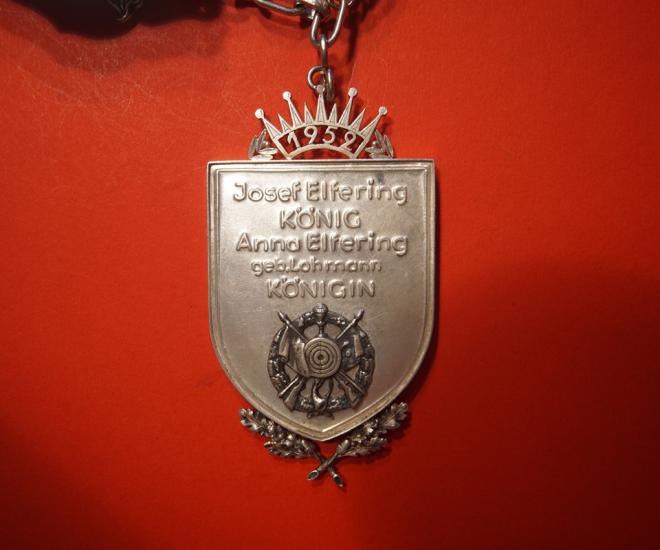 1952
Josef Elfering
KÖNIG
Anna Elfering
geb. Lohmann
KÖNIGIN